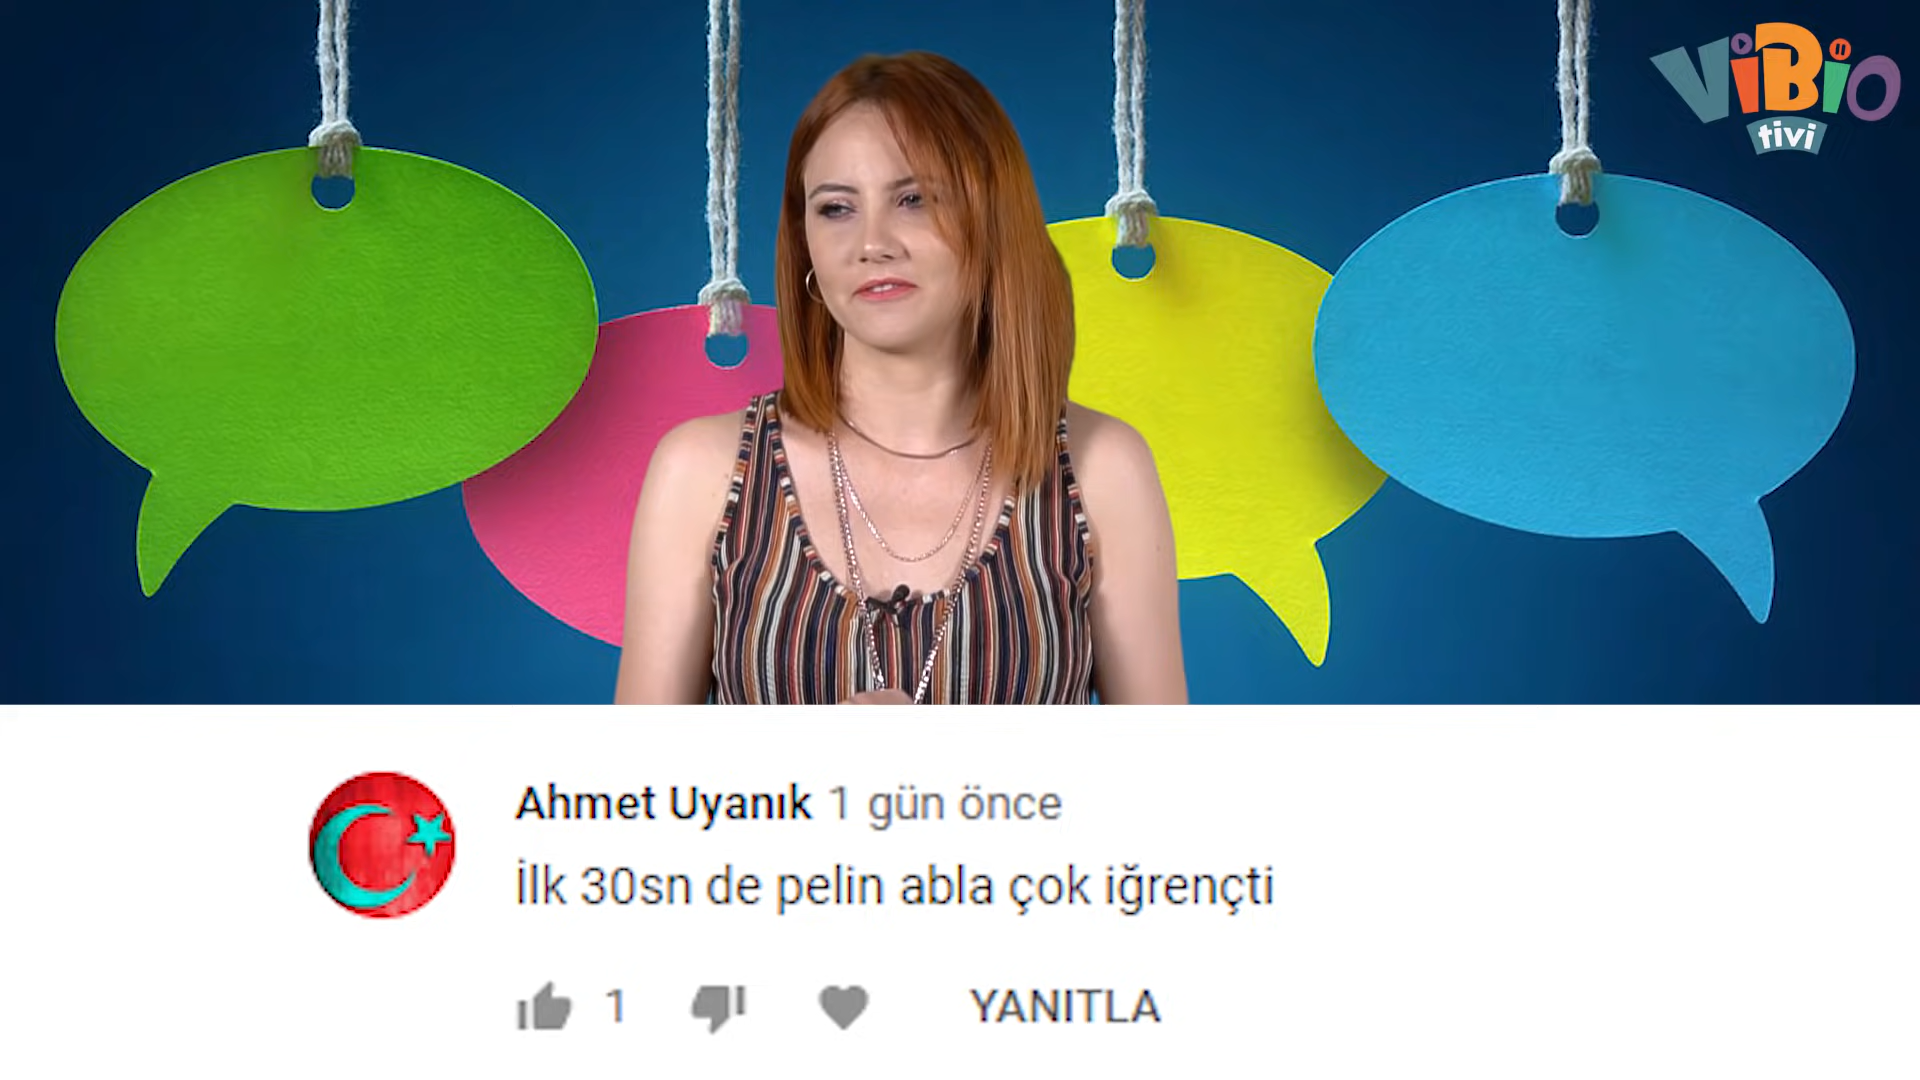 ViBiO
tivi
Ahmet Uyanık 1 gün önce
İlk 30sn de pelin abla çok iğrençti
1
YANITLA